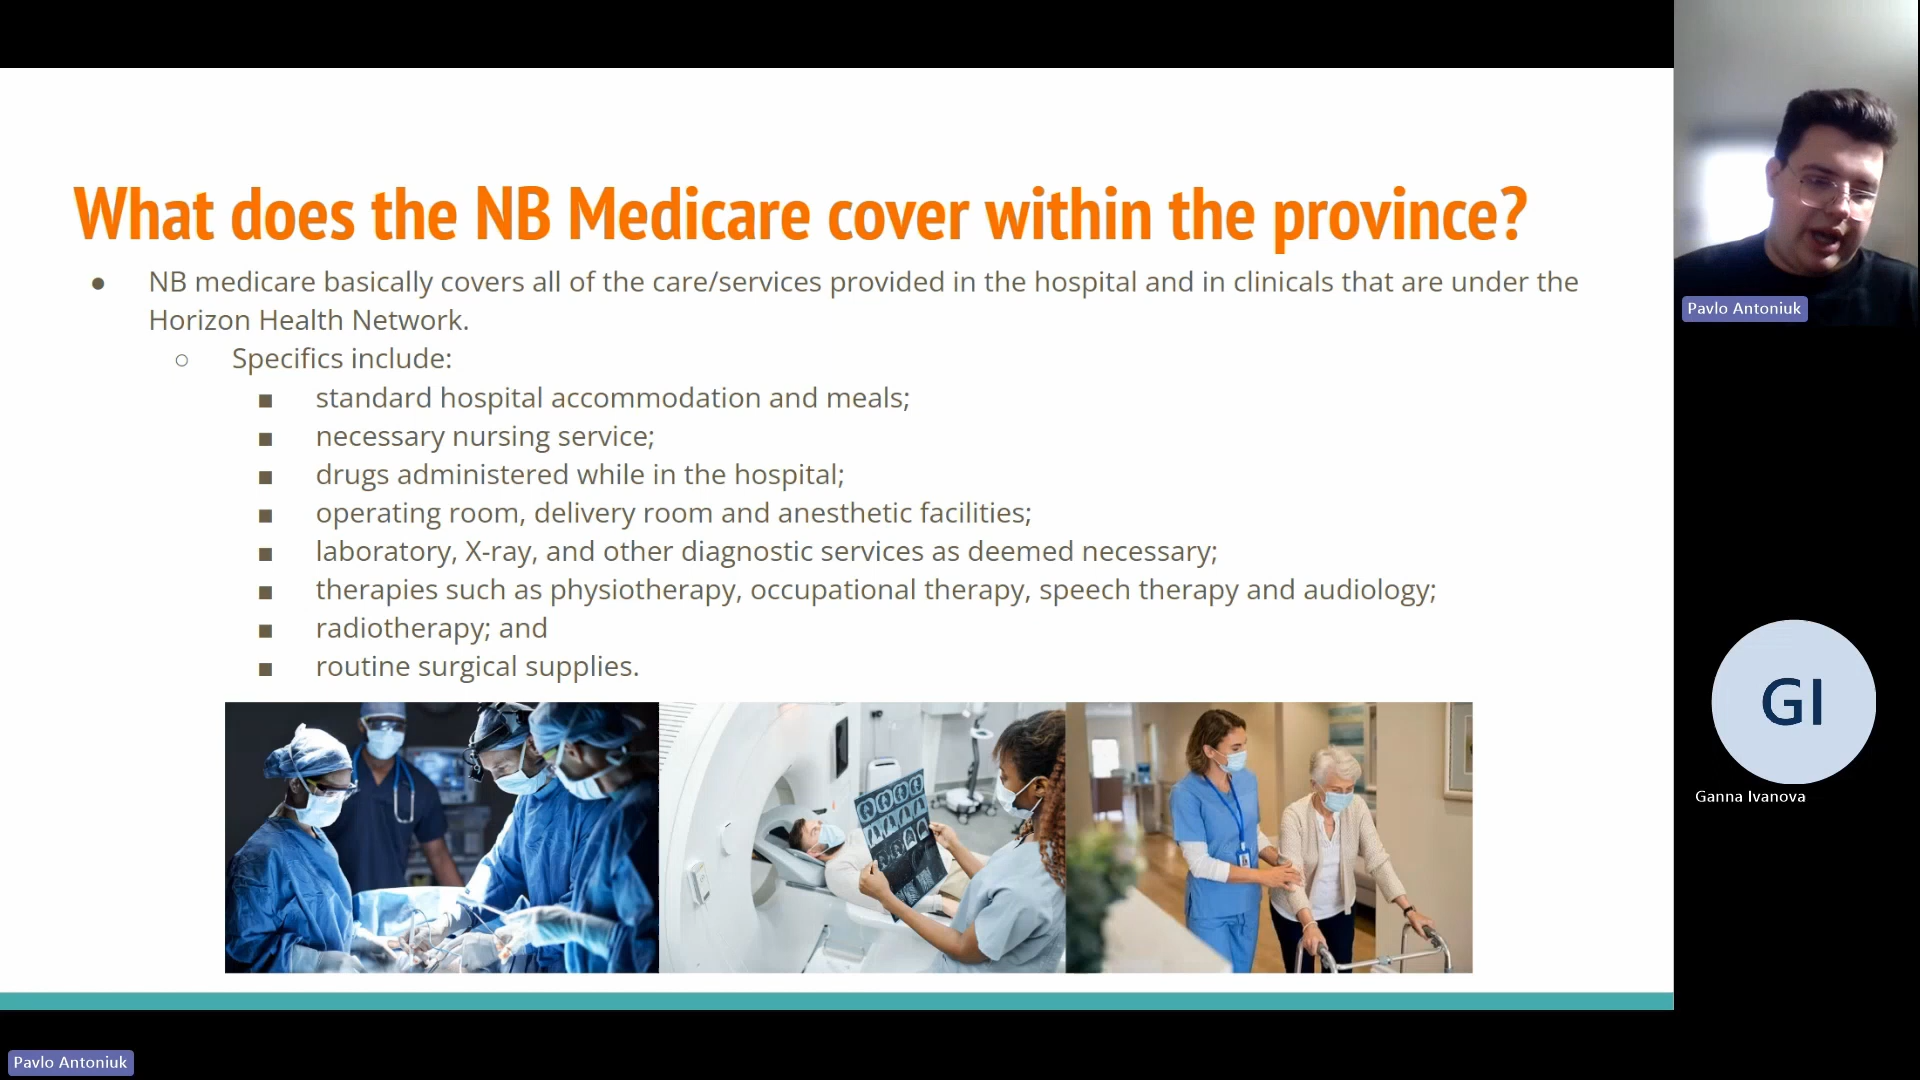 What does the NB Medicare cover within the province?
● NB medicare basically covers all of the care/services provided in the hospital and in clinicals that are under the
Horizon Health Network.
○ Specifics include:
■ standard hospital accommodation and meals;
■ necessary nursing service;
■ drugs administered while in the hospital;
■ operating room, delivery room and anesthetic facilities;
■ laboratory, X-ray, and other diagnostic services as deemed necessary;
■ therapies such as physiotherapy, occupational therapy, speech therapy and audiology;
■ radiotherapy; and
■ routine surgical supplies.
Pavlo Antoniuk
GI
Ganna Ivanova
Pavlo Antoniuk